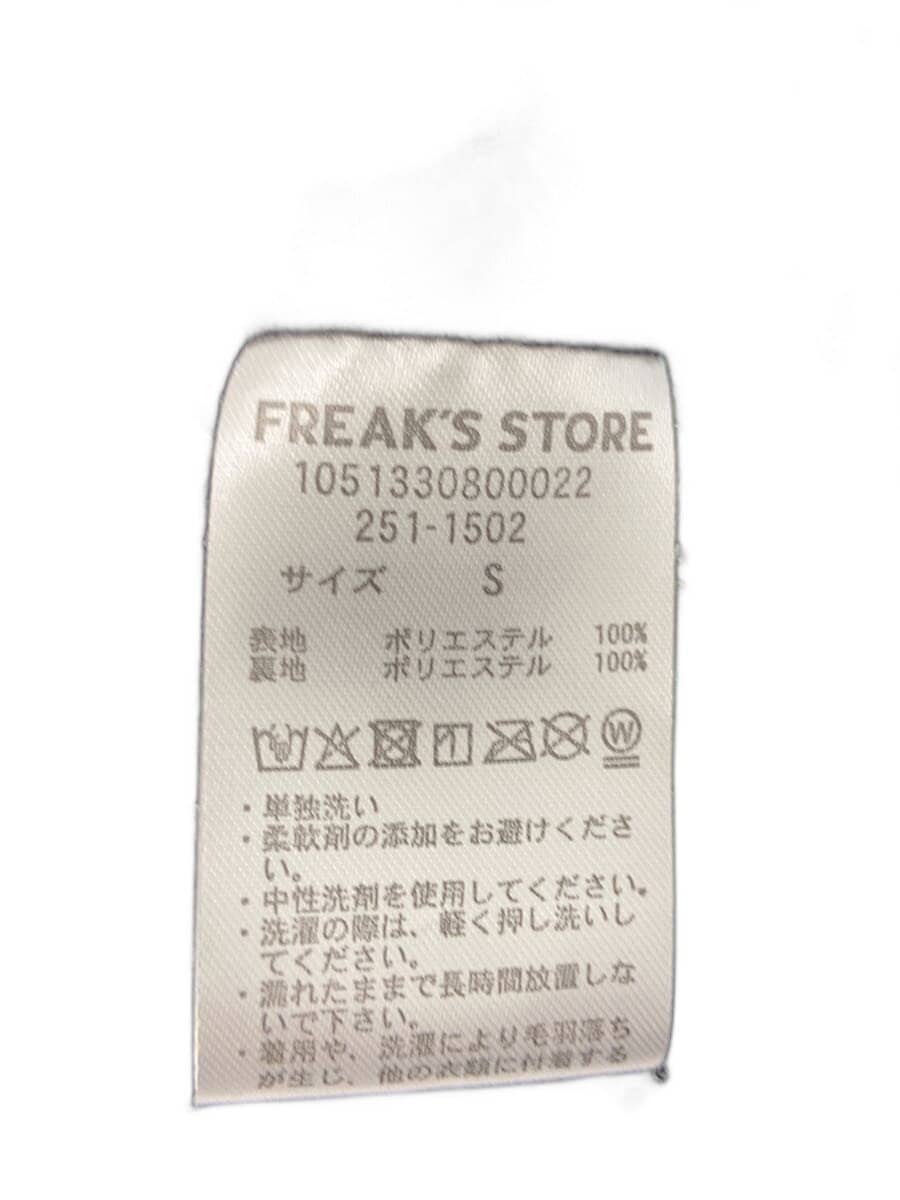 FREAK'S STORE
1051330800022
251-1502
サイズ S
表地 ポリエステル 100%
裏地 ポリエステル 100%
W
・単独洗い
・柔軟剤の添加をお避けくださ
い。
・中性洗剤を使用してください。
・洗濯の際は、軽く押し洗いし
てください。
・濡れたままで長時間放置しな
いで下さい。
・着用や、洗濯により毛羽落ち
が生じ、他の衣類に付着する